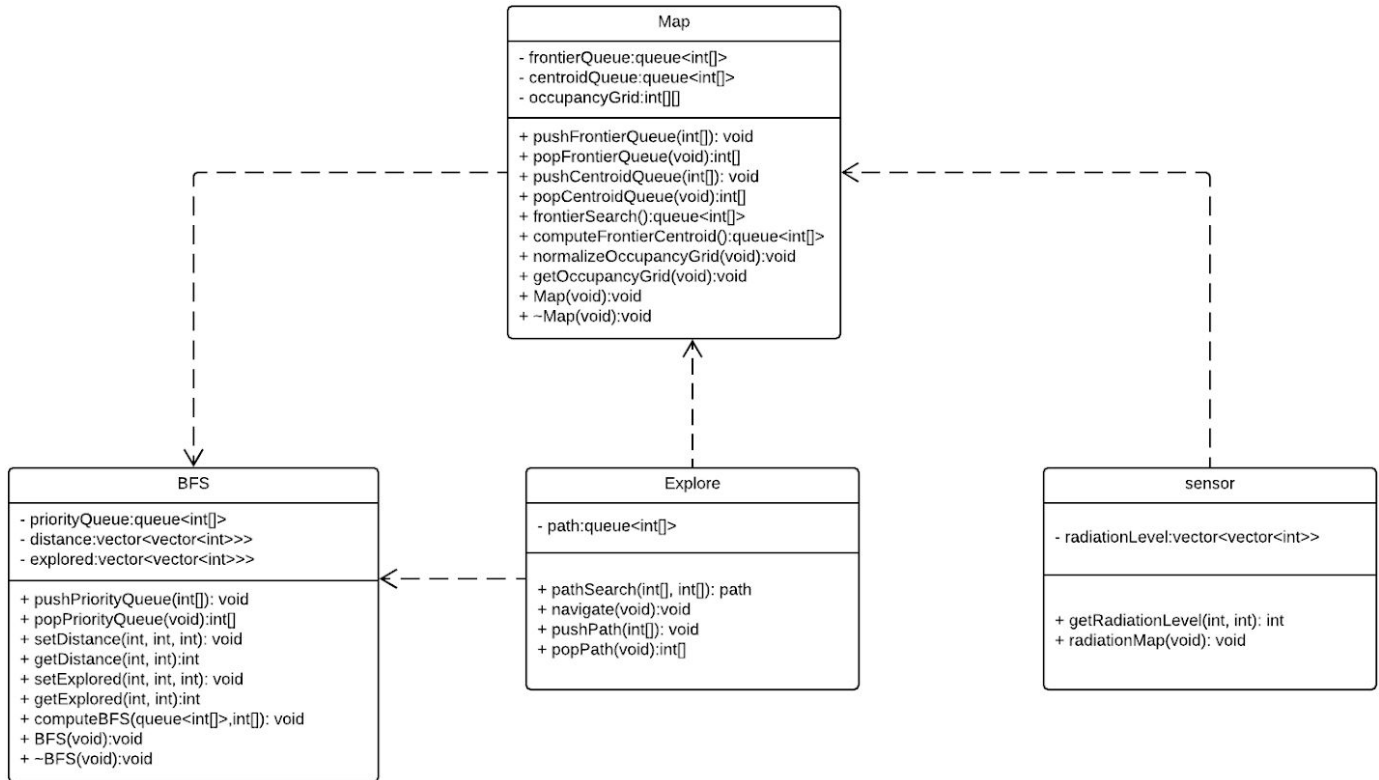 Map
- frontierQueue:queue<int[]>
- centroidQueue:queue<int[]>
- occupancyGrid:int[][]
+ pushFrontierQueue(int[]): void
+ popFrontierQueue(void):int[]
+ pushCentroidQueue(int[]): void
+ popCentroidQueue(void):int[]
+ frontierSearch():queue<int[]>
+ computeFrontierCentroid():queue<int[]>
+ normalizeOccupancyGrid(void):void
+ getOccupancyGrid(void):void
+ Map(void):void
+ ~Map(void):void
BFS
- priorityQueue:queue<int[]>
- distance:vector<vector<int>>>
- explored:vector<vector<int>>>
+ pushPriorityQueue(int[]): void
+ popPriorityQueue(void):int[]
+ setDistance(int, int, int): void
+ getDistance(int, int):int
+ setExplored(int, int, int): void
+ getExplored(int, int):int
+ computeBFS(queue<int[]>,int[]): void
+ BFS(void):void
+ ~BFS(void):void
Explore
- path:queue<int[]>
+ pathSearch(int[], int[]): path
+ navigate(void):void
+ pushPath(int[]): void
+ popPath(void):int[]
sensor
- radiationLevel:vector<vector<int>>
+ getRadiationLevel(int, int): int
+ radiationMap(void): void